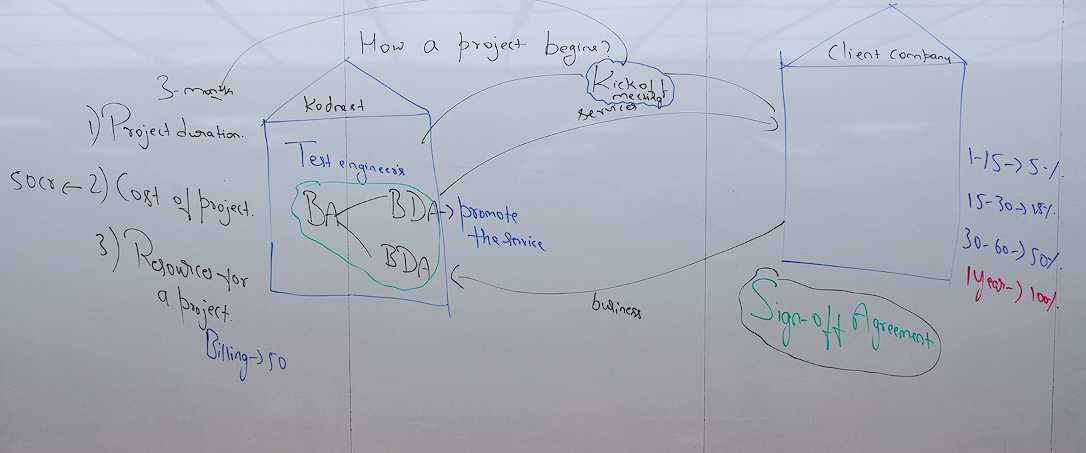 How a project begins?
3-month
1) Project duration.
50cr ← 2) Cost of project.
3) Resources for
a project.
Billing → 50
Kodnest
Test engineers
BA
BDA → promote
the service
BDA
Kickoff
meeting
services
business
Client company
Sign-off Agreement
1-15 → 5%
15-30 →
30-60 → 50%
1 Year → 100%